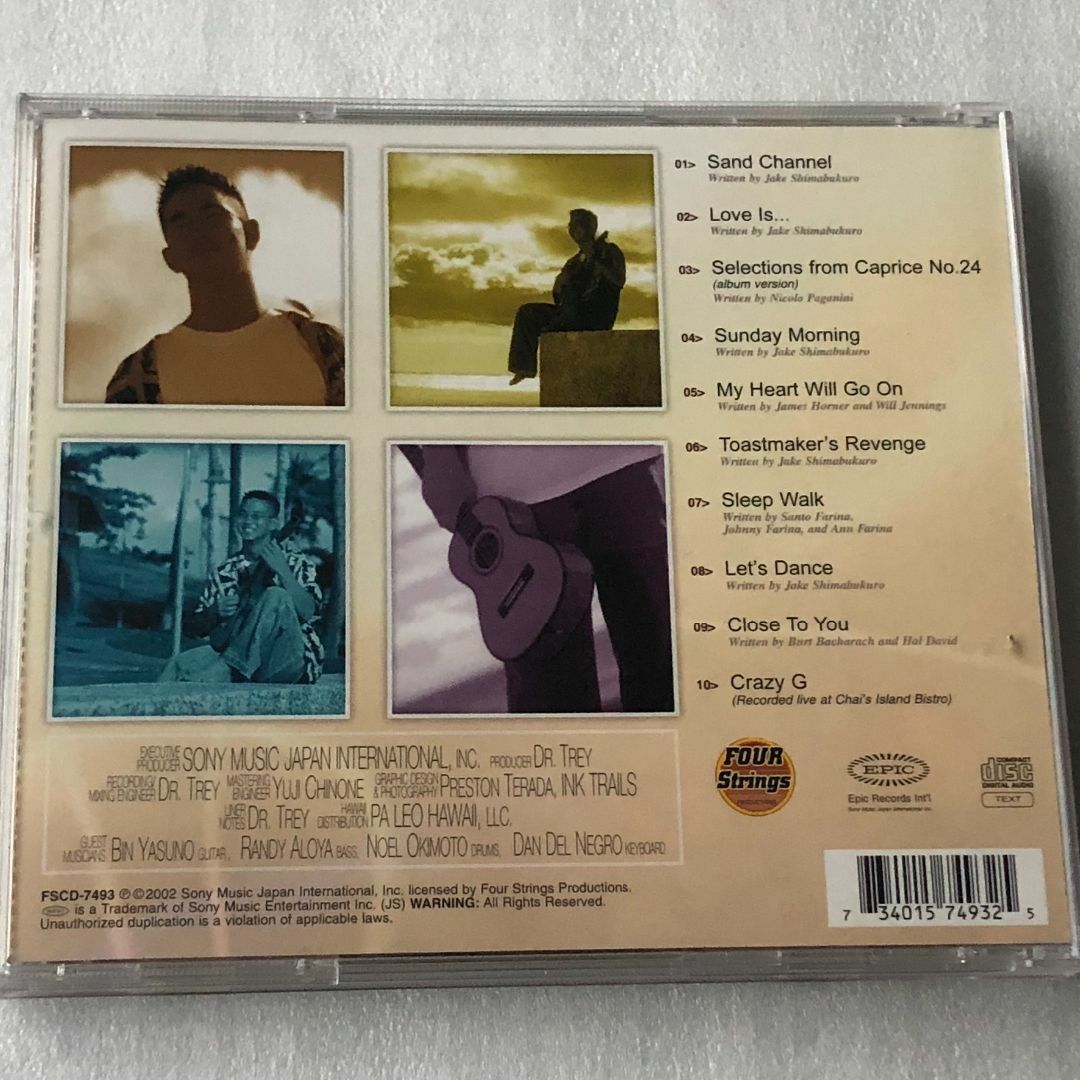 01> Sand Channel
Written by Jake Shimabukuro
02> Love Is...
Written by Jake Shimabukuro
03> Selections from Caprice No.24
(album version)
Written by Nicolo Paganini
04> Sunday Morning
Written by Jake Shimabukuro
05> My Heart Will Go On
Written by James Horner and Will Jennings
06> Toastmaker's Revenge
Written by Jake Shimabukuro
07> Sleep Walk
Written by Santo Farina,
Johnny Farina, and Ann Farina
08> Let's Dance
Written by Jake Shimabukuro
09> Close To You
Written by Burt Bacharach and Hal David
10> Crazy G
(Recorded live at Chai's Island Bistro)
EXECUTIVE PRODUCER SONY MUSIC JAPAN INTERNATIONAL, INC. PRODUCER DR. TREY
RECORDING/ MIXING ENGINEER DR. TREY MASTERING ENGINEER YUJI CHINONE GRAPHIC DESIGN & PHOTOGRAPHY PRESTON TERADA, INK TRAILS
LINER NOTES DR. TREY HAWAII DISTRIBUTION PA LEO HAWAII, LLC.
GUEST MUSICIANS BIN YASUNO GUITAR, RANDY ALOYA BASS, NOEL OKIMOTO DRUMS, DAN DEL NEGRO KEYBOARD
FOUR
Strings
PRODUCTIONS
EPIC
Epic Records Int'l
Sony Music Japan International Inc.
COMPACT
disc
DIGITAL AUDIO
TEXT
FSCD-7493 ℗©2002 Sony Music Japan International, Inc. licensed by Four Strings Productions.
EPIC is a Trademark of Sony Music Entertainment Inc. (JS) WARNING: All Rights Reserved.
Unauthorized duplication is a violation of applicable laws.
7 34015 74932 5